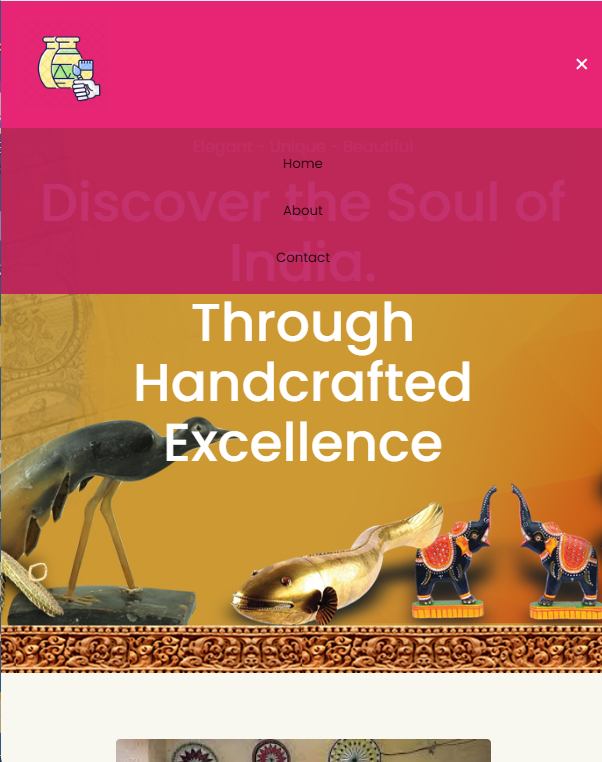 Elegant - Unique - Beautiful
Home
Discover the Soul of
About
India.
Contact
Through
Handcrafted
Excellence